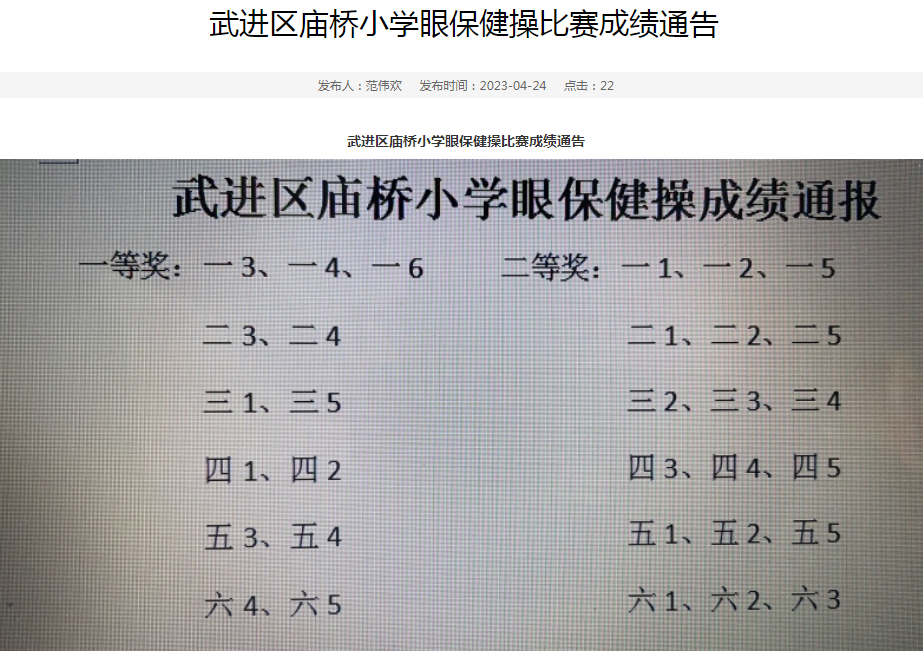 武进区庙桥小学眼保健操比赛成绩通告
发布人：范伟欢 发布时间：2023-04-24 点击：22
武进区庙桥小学眼保健操比赛成绩通告
武进区庙桥小学眼保健操成绩通报
一等奖：一3、一4、一6 二等奖：一1、一2、一5
二3、二4 二1、二2、二5
三1、三5 三2、三3、三4
四1、四2 四3、四4、四5
五3、五4 五1、五2、五5
六4、六5 六1、六2、六3